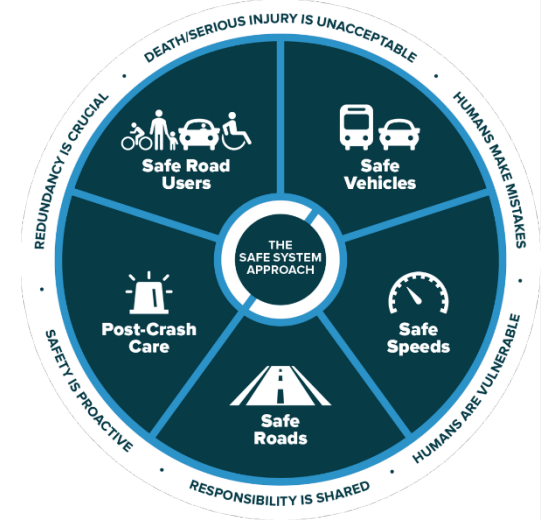 DEATH/SERIOUS INJURY IS UNACCEPTABLE
HUMANS MAKE MISTAKES
HUMANS ARE VULNERABLE
RESPONSIBILITY IS SHARED
SAFETY IS PROACTIVE
REDUNDANCY IS CRUCIAL
Safe Road
Users
Safe
Vehicles
Safe
Speeds
Safe
Roads
Post-Crash
Care
THE
SAFE SYSTEM
APPROACH